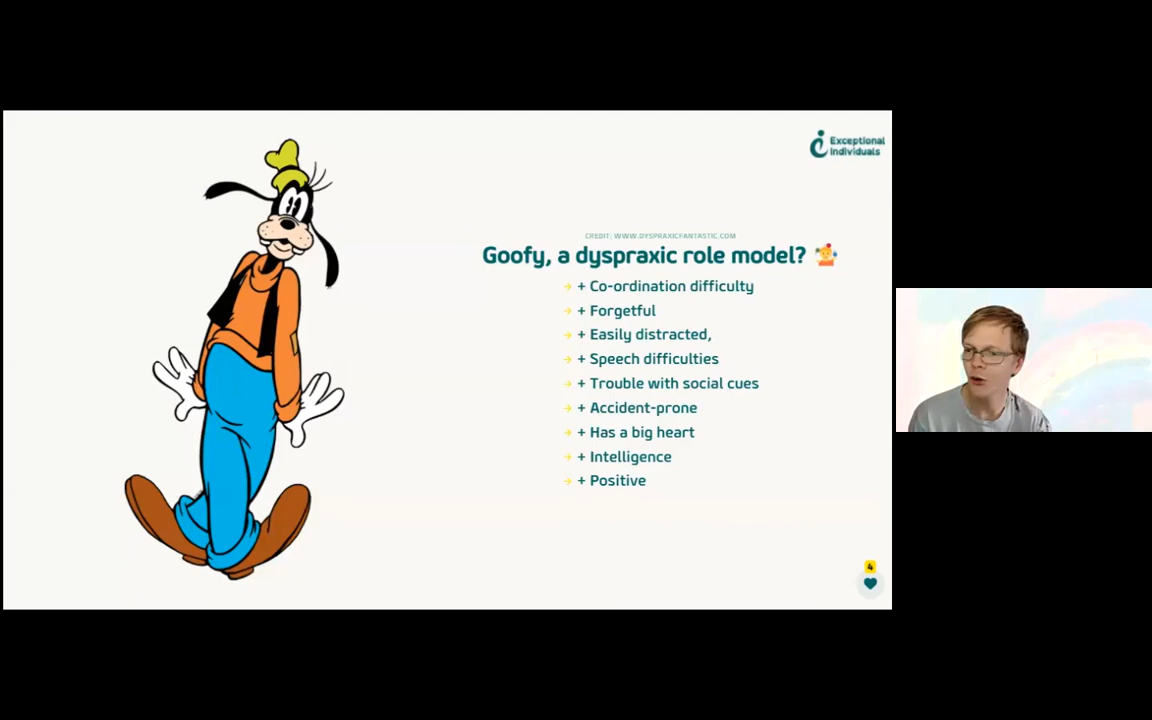 Exceptional
Individuals
CREDIT: WWW.DYSPRAXICFANTASTIC.COM
Goofy, a dyspraxic role model?
+ Co-ordination difficulty
+ Forgetful
+ Easily distracted,
+ Speech difficulties
+ Trouble with social cues
+ Accident-prone
+ Has a big heart
+ Intelligence
+ Positive
4